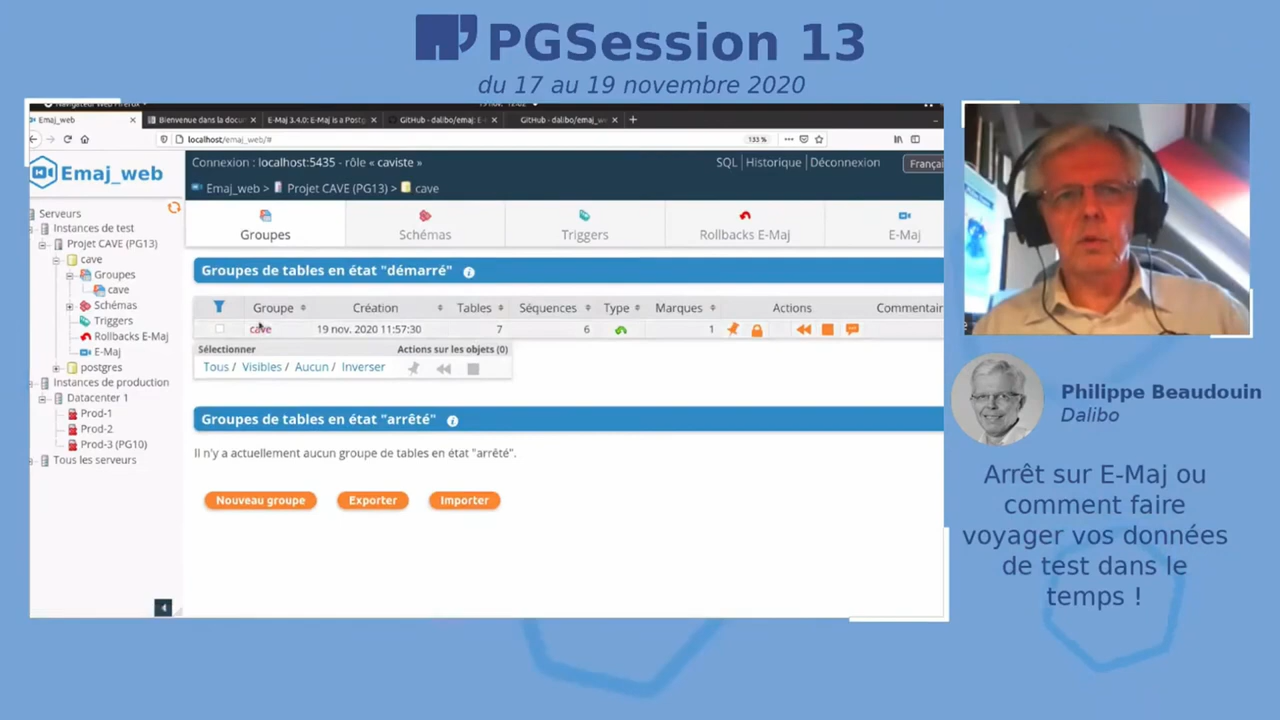 PGSession 13
du 17 au 19 novembre 2020
Emaj_web
Bienvenue dans la docu
E-Maj 3.4.0: E-Maj is a Postg
GitHub - dalibo/emaj: E-
GitHub - dalibo/emaj_we
localhost/emaj_web/#
133 %
Emaj_web
Connexion : localhost:5435 - rôle « caviste »
SQL | Historique | Déconnexion
Françai
Emaj_web > Projet CAVE (PG13) > cave
Serveurs
Instances de test
Projet CAVE (PG13)
cave
Groupes
cave
Schémas
Triggers
Rollbacks E-Maj
E-Maj
postgres
Instances de production
Datacenter 1
Prod-1
Prod-2
Prod-3 (PG10)
Tous les serveurs
Groupes Schémas Triggers Rollbacks E-Maj E-Maj
Groupes de tables en état "démarré"
Groupe Création Tables Séquences Type Marques Actions Commentair
cave 19 nov. 2020 11:57:30 7 6 1
Sélectionner Actions sur les objets (0)
Tous / Visibles / Aucun / Inverser
Groupes de tables en état "arrêté"
Il n'y a actuellement aucun groupe de tables en état "arrêté".
Nouveau groupe Exporter Importer
Philippe Beaudouin
Dalibo
Arrêt sur E-Maj ou
comment faire
voyager vos données
de test dans le
temps !